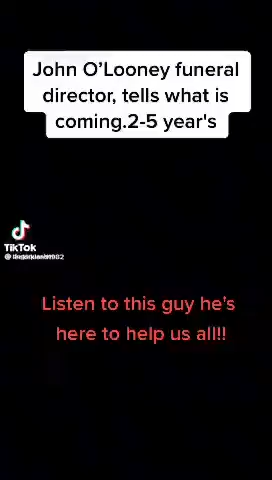 John O’Looney funeral
director, tells what is
coming.2-5 year's
TikTok
Listen to this guy he's
here to help us all!!